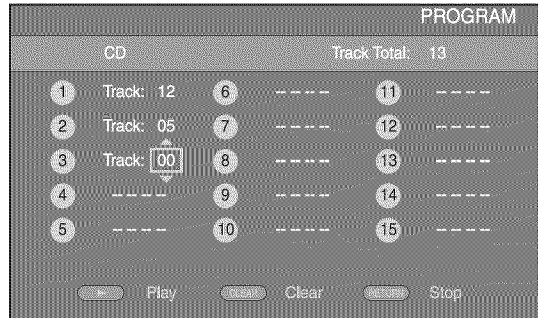 PROGRAM
CD Track Total: 13
1 Track: 12 6 ---- 11 ----
2 Track: 05 7 ---- 12 ----
3 Track: 00 8 ---- 13 ----
4 ---- 9 ---- 14 ----
5 ---- 10 ---- 15 ----
Play CLEAR Clear RETURN Stop